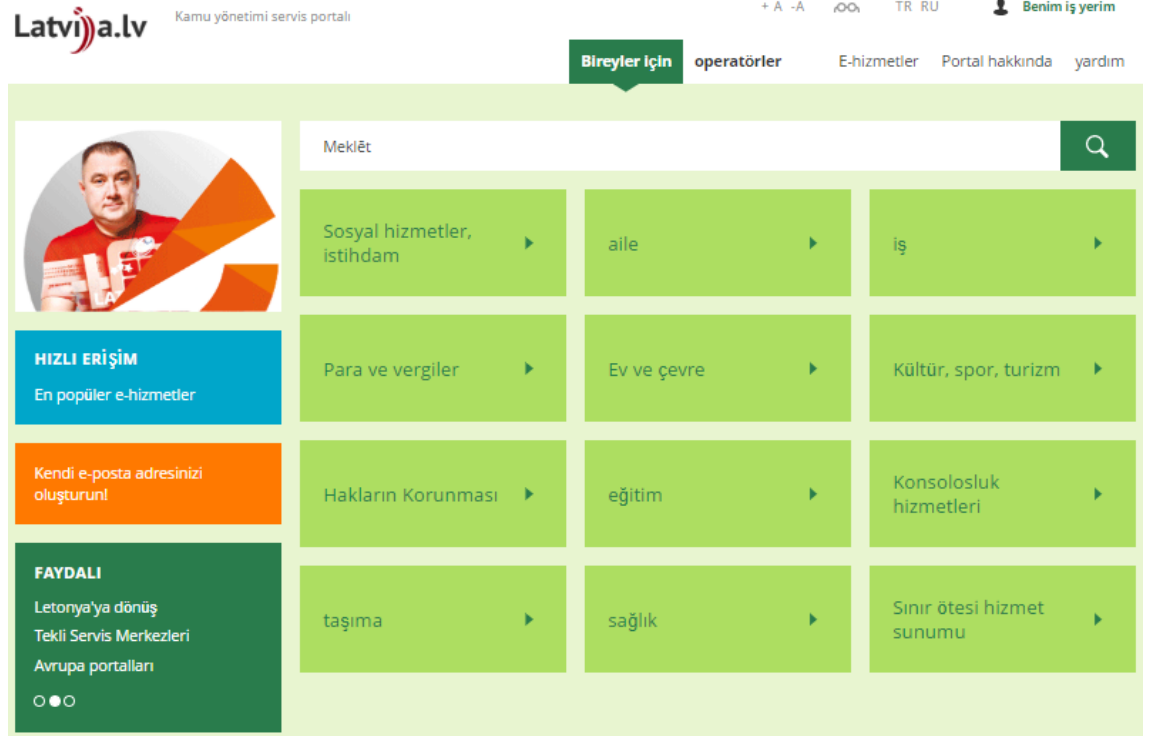 Latvija.lv
Kamu yönetimi servis portalı
+ A -A
TR RU
Benim iş yerim
Bireyler için
operatörler
E-hizmetler
Portal hakkında
yardım
Meklēt
Sosyal hizmetler,
istihdam
aile
iş
HIZLI ERİŞİM
En popüler e-hizmetler
Para ve vergiler
Ev ve çevre
Kültür, spor, turizm
Kendi e-posta adresinizi
oluşturun!
Hakların Korunması
eğitim
Konsolosluk
hizmetleri
FAYDALI
Letonya'ya dönüş
Tekli Servis Merkezleri
Avrupa portalları
taşıma
sağlık
Sınır ötesi hizmet
sunumu